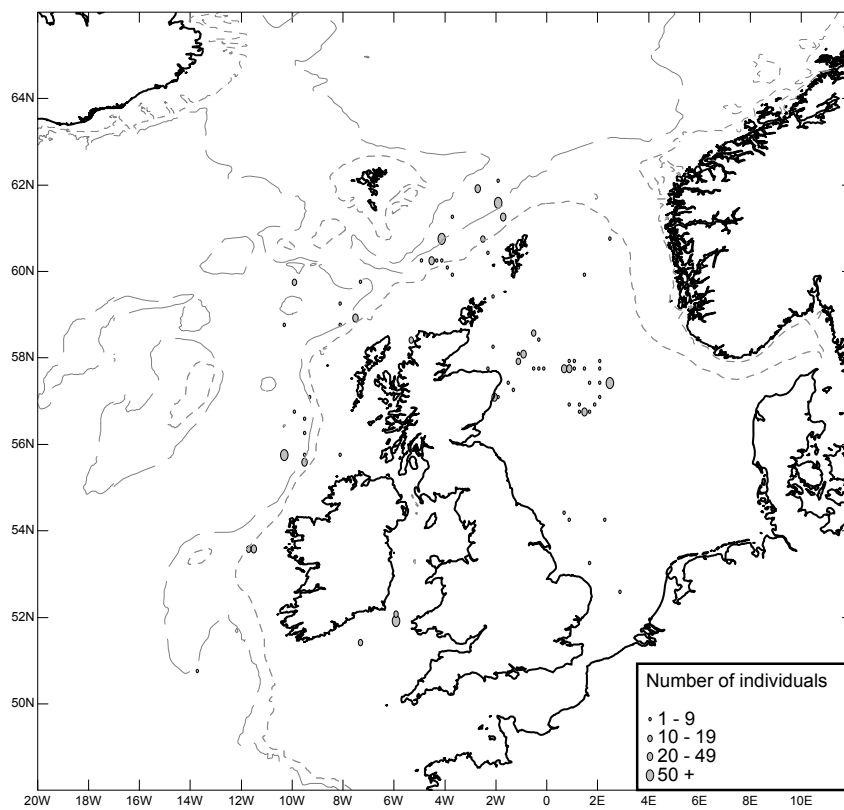 64N
62N
60N
58N
56N
54N
52N
50N
Number of individuals
1 - 9
10 - 19
20 - 49
50 +
20W 18W 16W 14W 12W 10W 8W 6W 4W 2W 0 2E 4E 6E 8E 10E